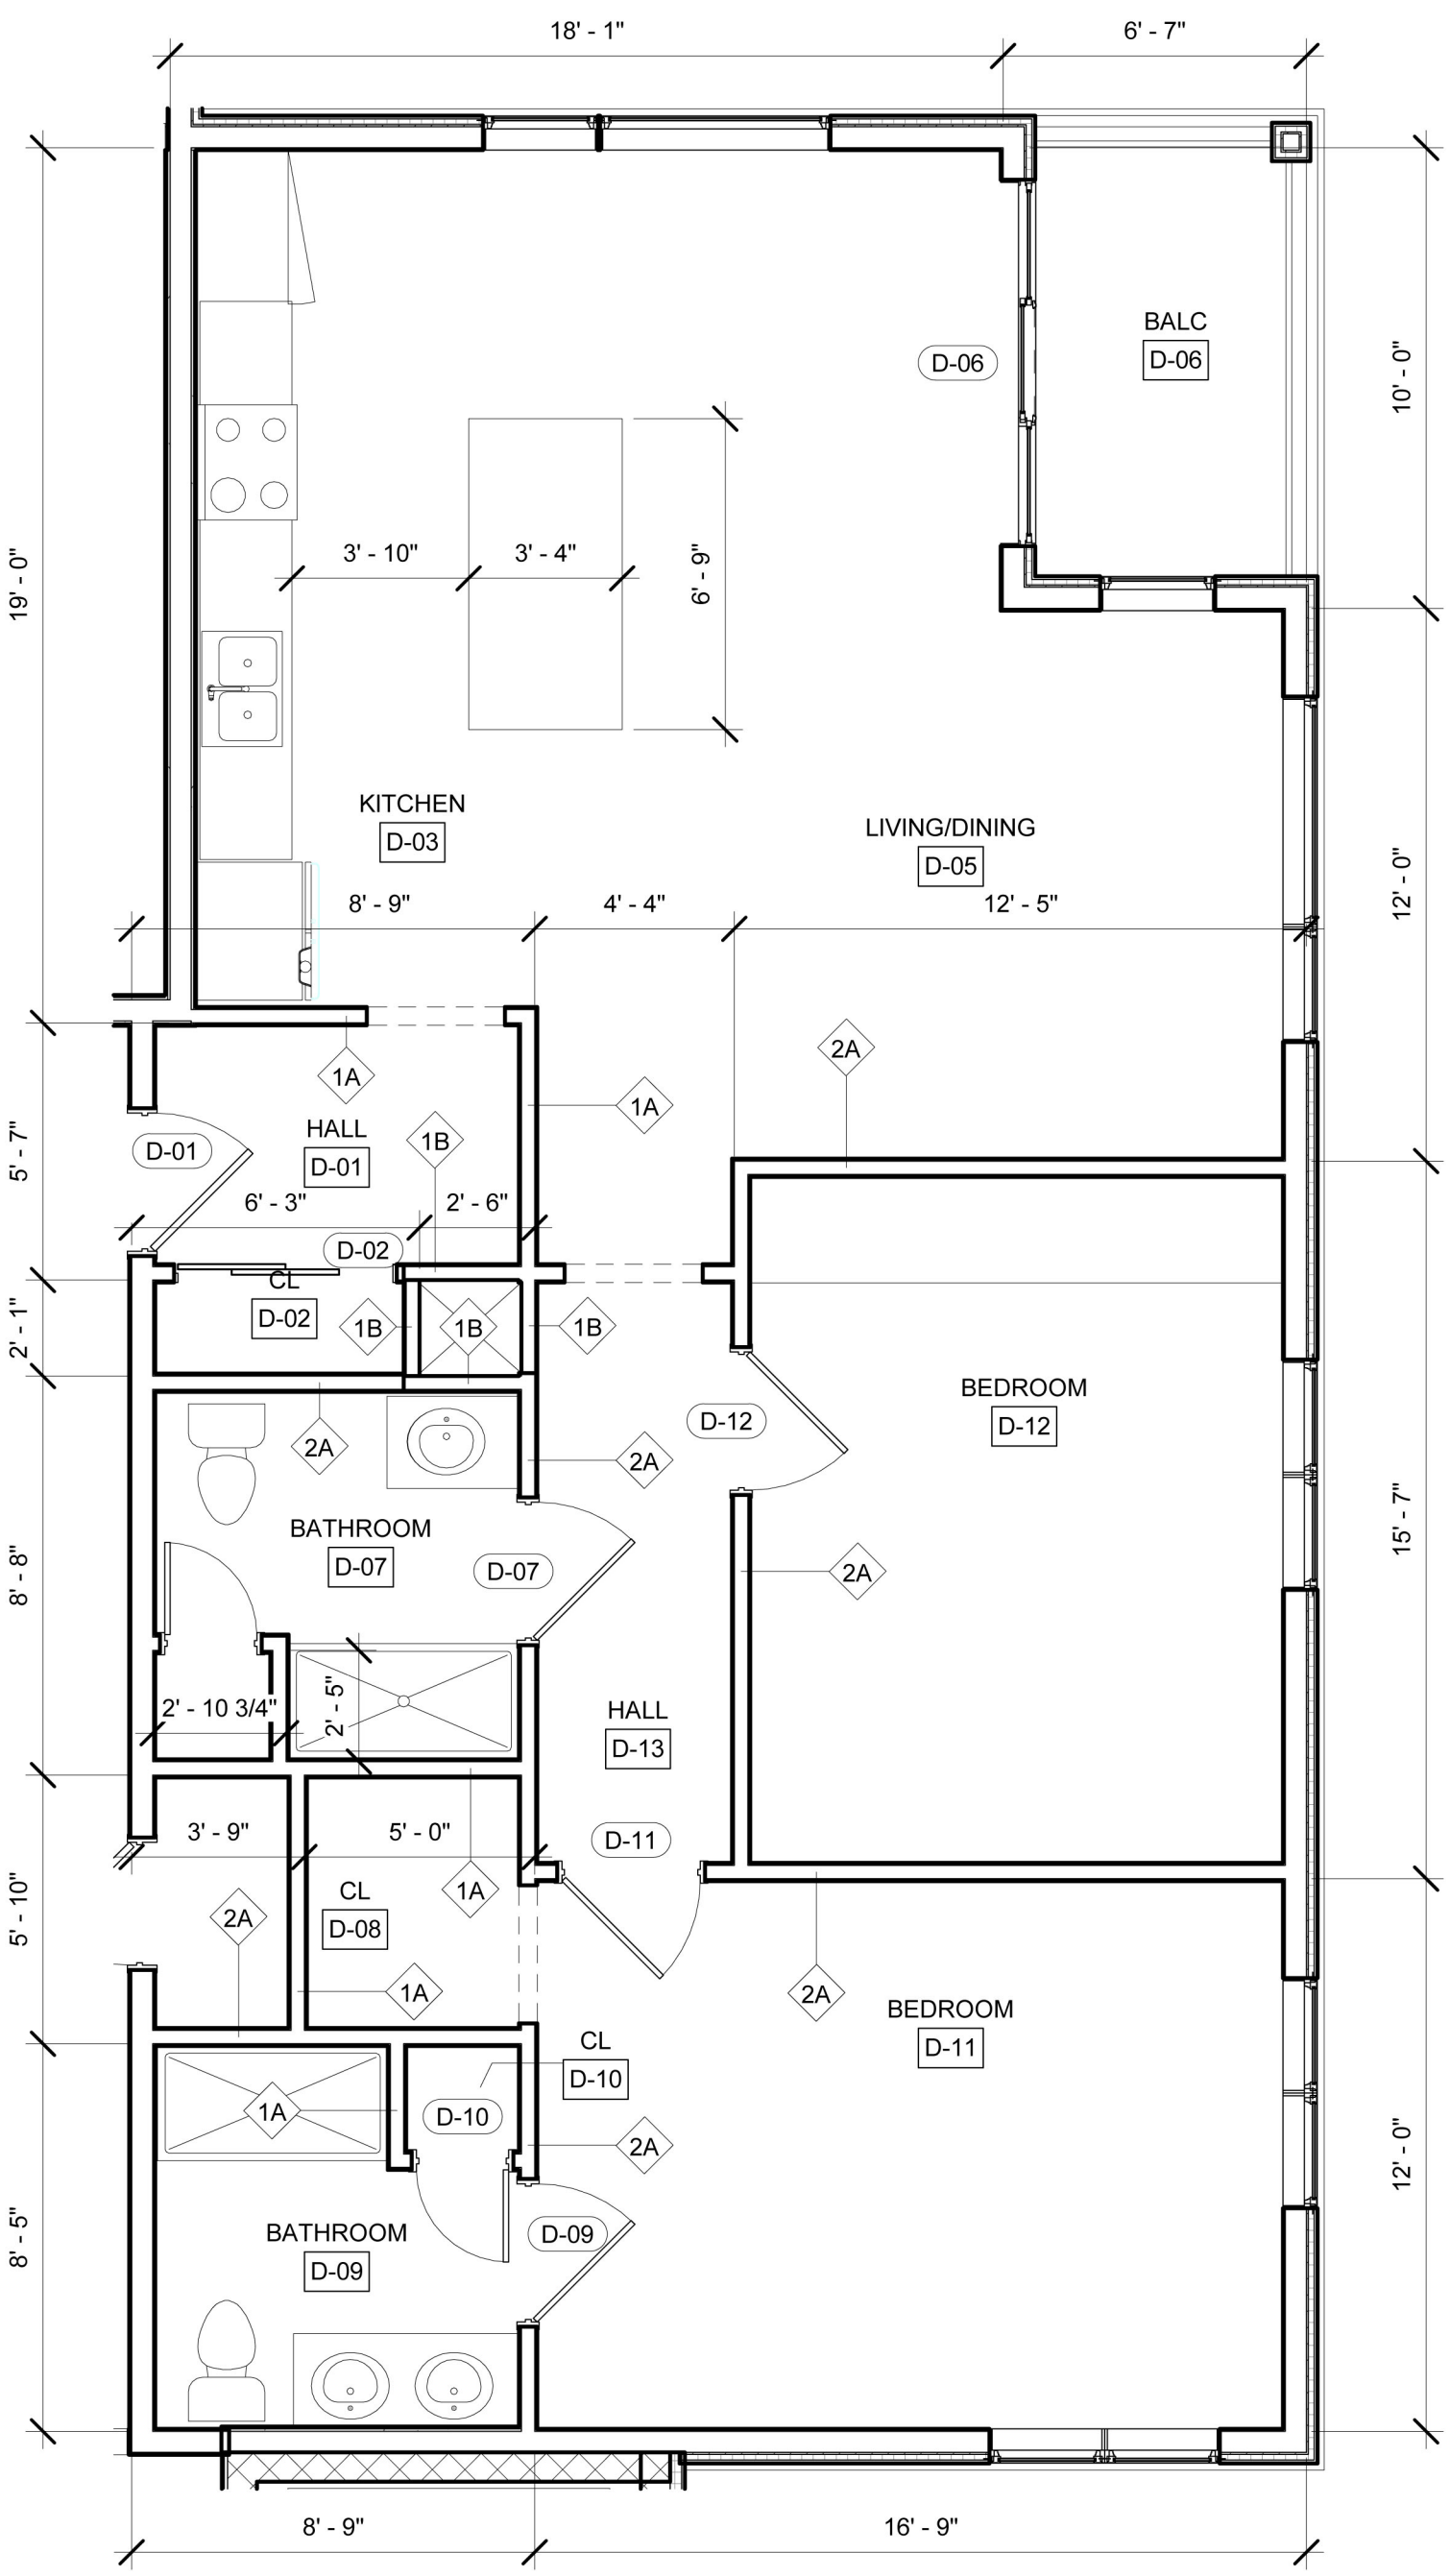 18' - 1"
6' - 7"
BALC
D-06
D-06
10' - 0"
19' - 0"
3' - 10"
3' - 4"
6' - 9"
KITCHEN
D-03
LIVING/DINING
D-05
12' - 0"
8' - 9"
4' - 4"
12' - 5"
2A
1A
1A
HALL
D-01
D-01
1B
5' - 7"
6' - 3"
2' - 6"
D-02
CL
D-02
1B
1B
1B
2' - 1"
BEDROOM
D-12
D-12
2A
2A
BATHROOM
D-07
D-07
2A
15' - 7"
8' - 8"
2' - 10 3/4"
2' - 5"
HALL
D-13
3' - 9"
5' - 0"
D-11
CL
D-08
1A
2A
5' - 10"
1A
2A
BEDROOM
D-11
CL
D-10
1A
D-10
2A
12' - 0"
BATHROOM
D-09
D-09
8' - 5"
8' - 9"
16' - 9"